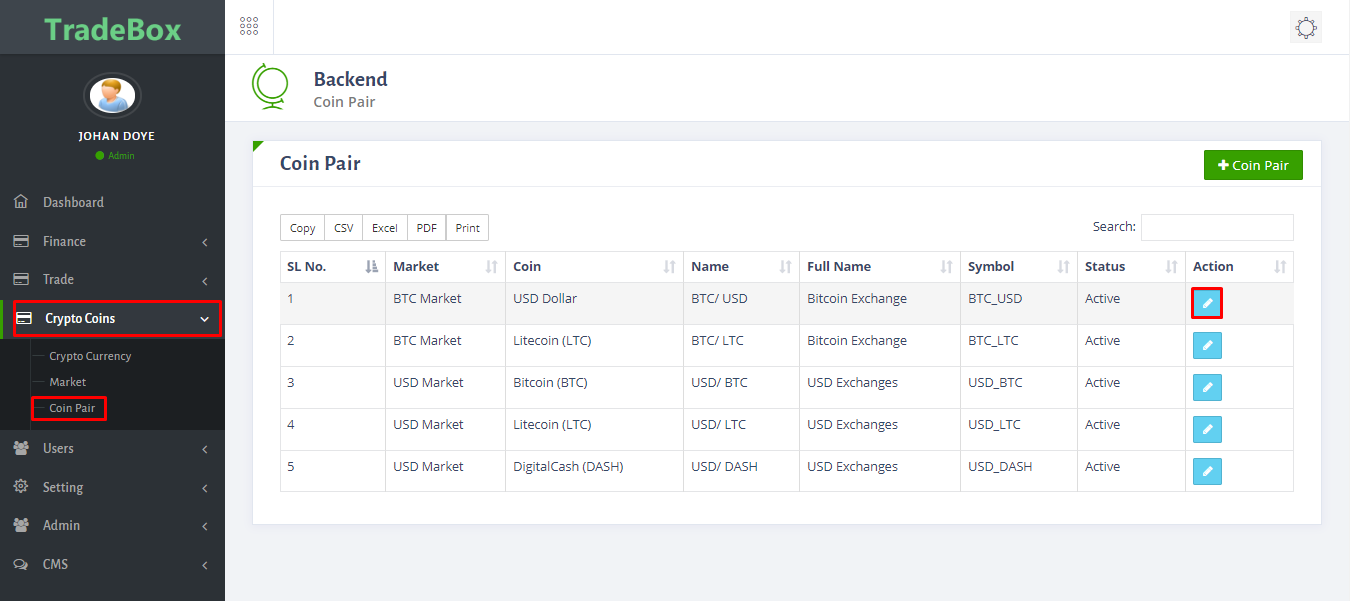 TradeBox
JOHAN DOYE
Admin
Dashboard
Finance
Trade
Crypto Coins
Crypto Currency
Market
Coin Pair
Users
Setting
Admin
CMS
Backend
Coin Pair
Coin Pair
+ Coin Pair
Copy CSV Excel PDF Print
Search:
SL No. Market Coin Name Full Name Symbol Status Action
1 BTC Market USD Dollar BTC/ USD Bitcoin Exchange BTC_USD Active
2 BTC Market Litecoin (LTC) BTC/ LTC Bitcoin Exchange BTC_LTC Active
3 USD Market Bitcoin (BTC) USD/ BTC USD Exchanges USD_BTC Active
4 USD Market Litecoin (LTC) USD/ LTC USD Exchanges USD_LTC Active
5 USD Market DigitalCash (DASH) USD/ DASH USD Exchanges USD_DASH Active